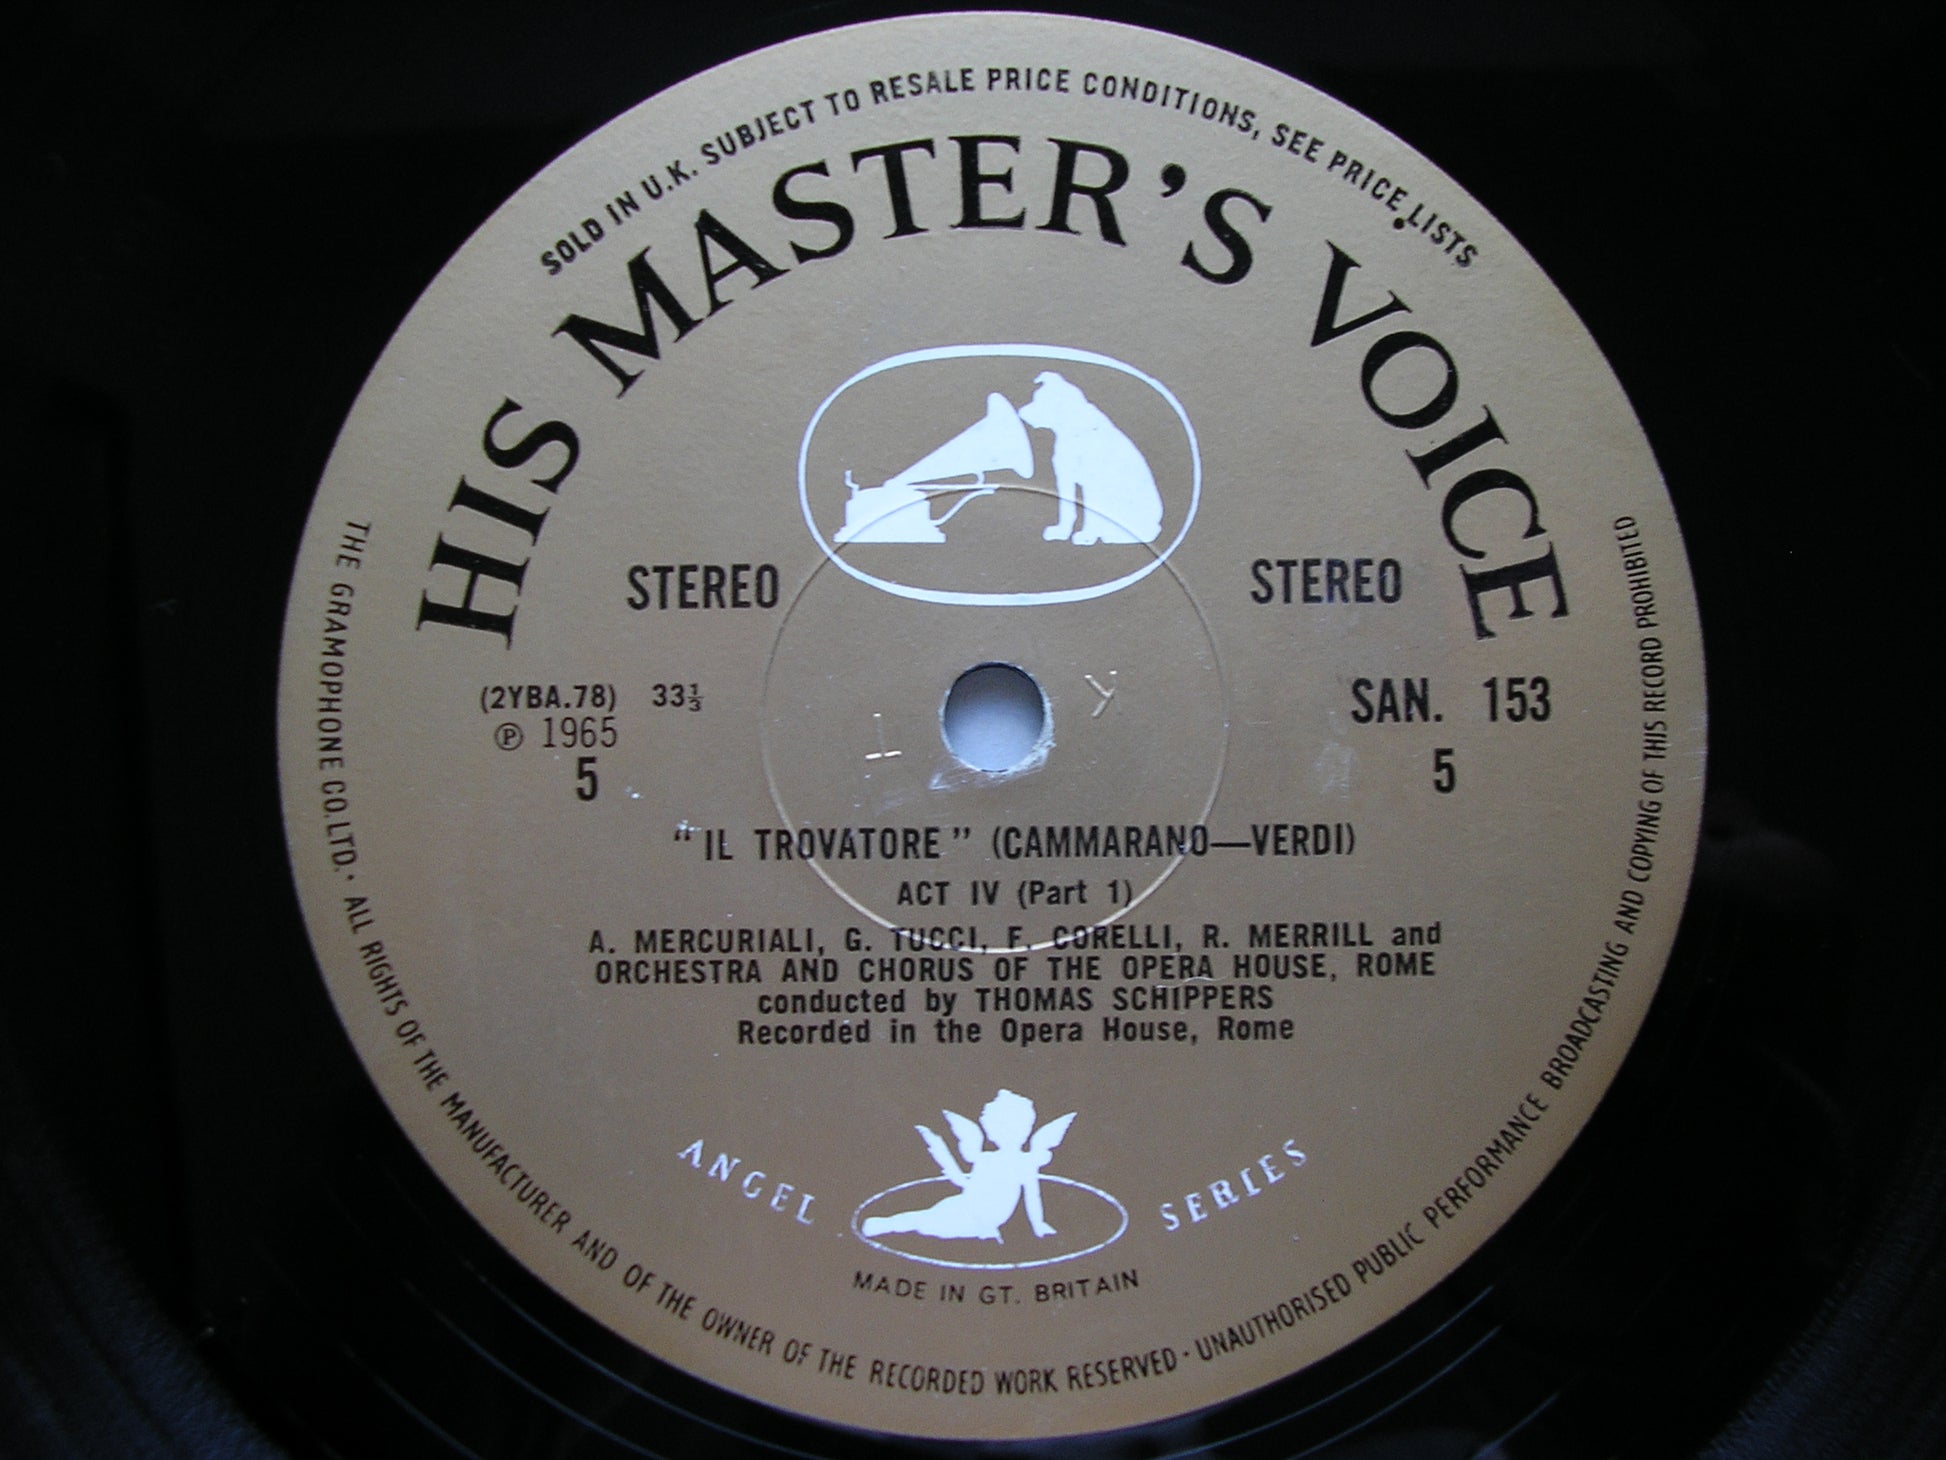 SOLD IN U.K. SUBJECT TO RESALE PRICE CONDITIONS, SEE PRICE LISTS
HIS MASTER'S VOICE
STEREO STEREO
(2YBA.78) 33⅓ SAN. 153
℗ 1965
5 5
"IL TROVATORE" (CAMMARANO—VERDI)
ACT IV (Part 1)
A. MERCURIALI, G. TUCCI, F. CORELLI, R. MERRILL and
ORCHESTRA AND CHORUS OF THE OPERA HOUSE, ROME
conducted by THOMAS SCHIPPERS
Recorded in the Opera House, Rome
ANGEL SERIES
MADE IN GT. BRITAIN
THE GRAMOPHONE CO. LTD. · ALL RIGHTS OF THE MANUFACTURER AND OF THE OWNER OF THE RECORDED WORK RESERVED · UNAUTHORISED PUBLIC PERFORMANCE BROADCASTING AND COPYING OF THIS RECORD PROHIBITED